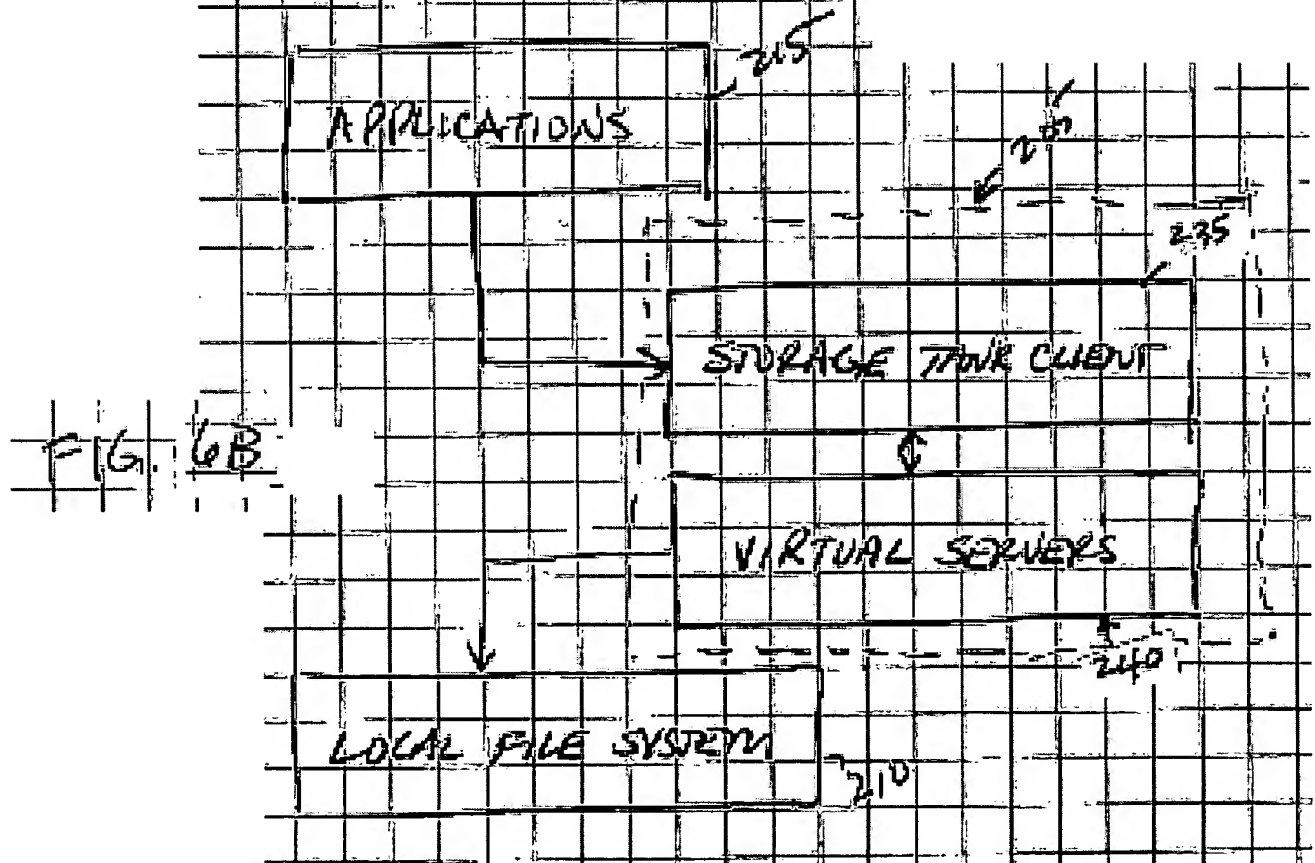 215
APPLICATIONS
235
STORAGE TANK CLIENT
FIG. 6B
VIRTUAL SERVERS
240
LOCAL FILE SYSTEM
210